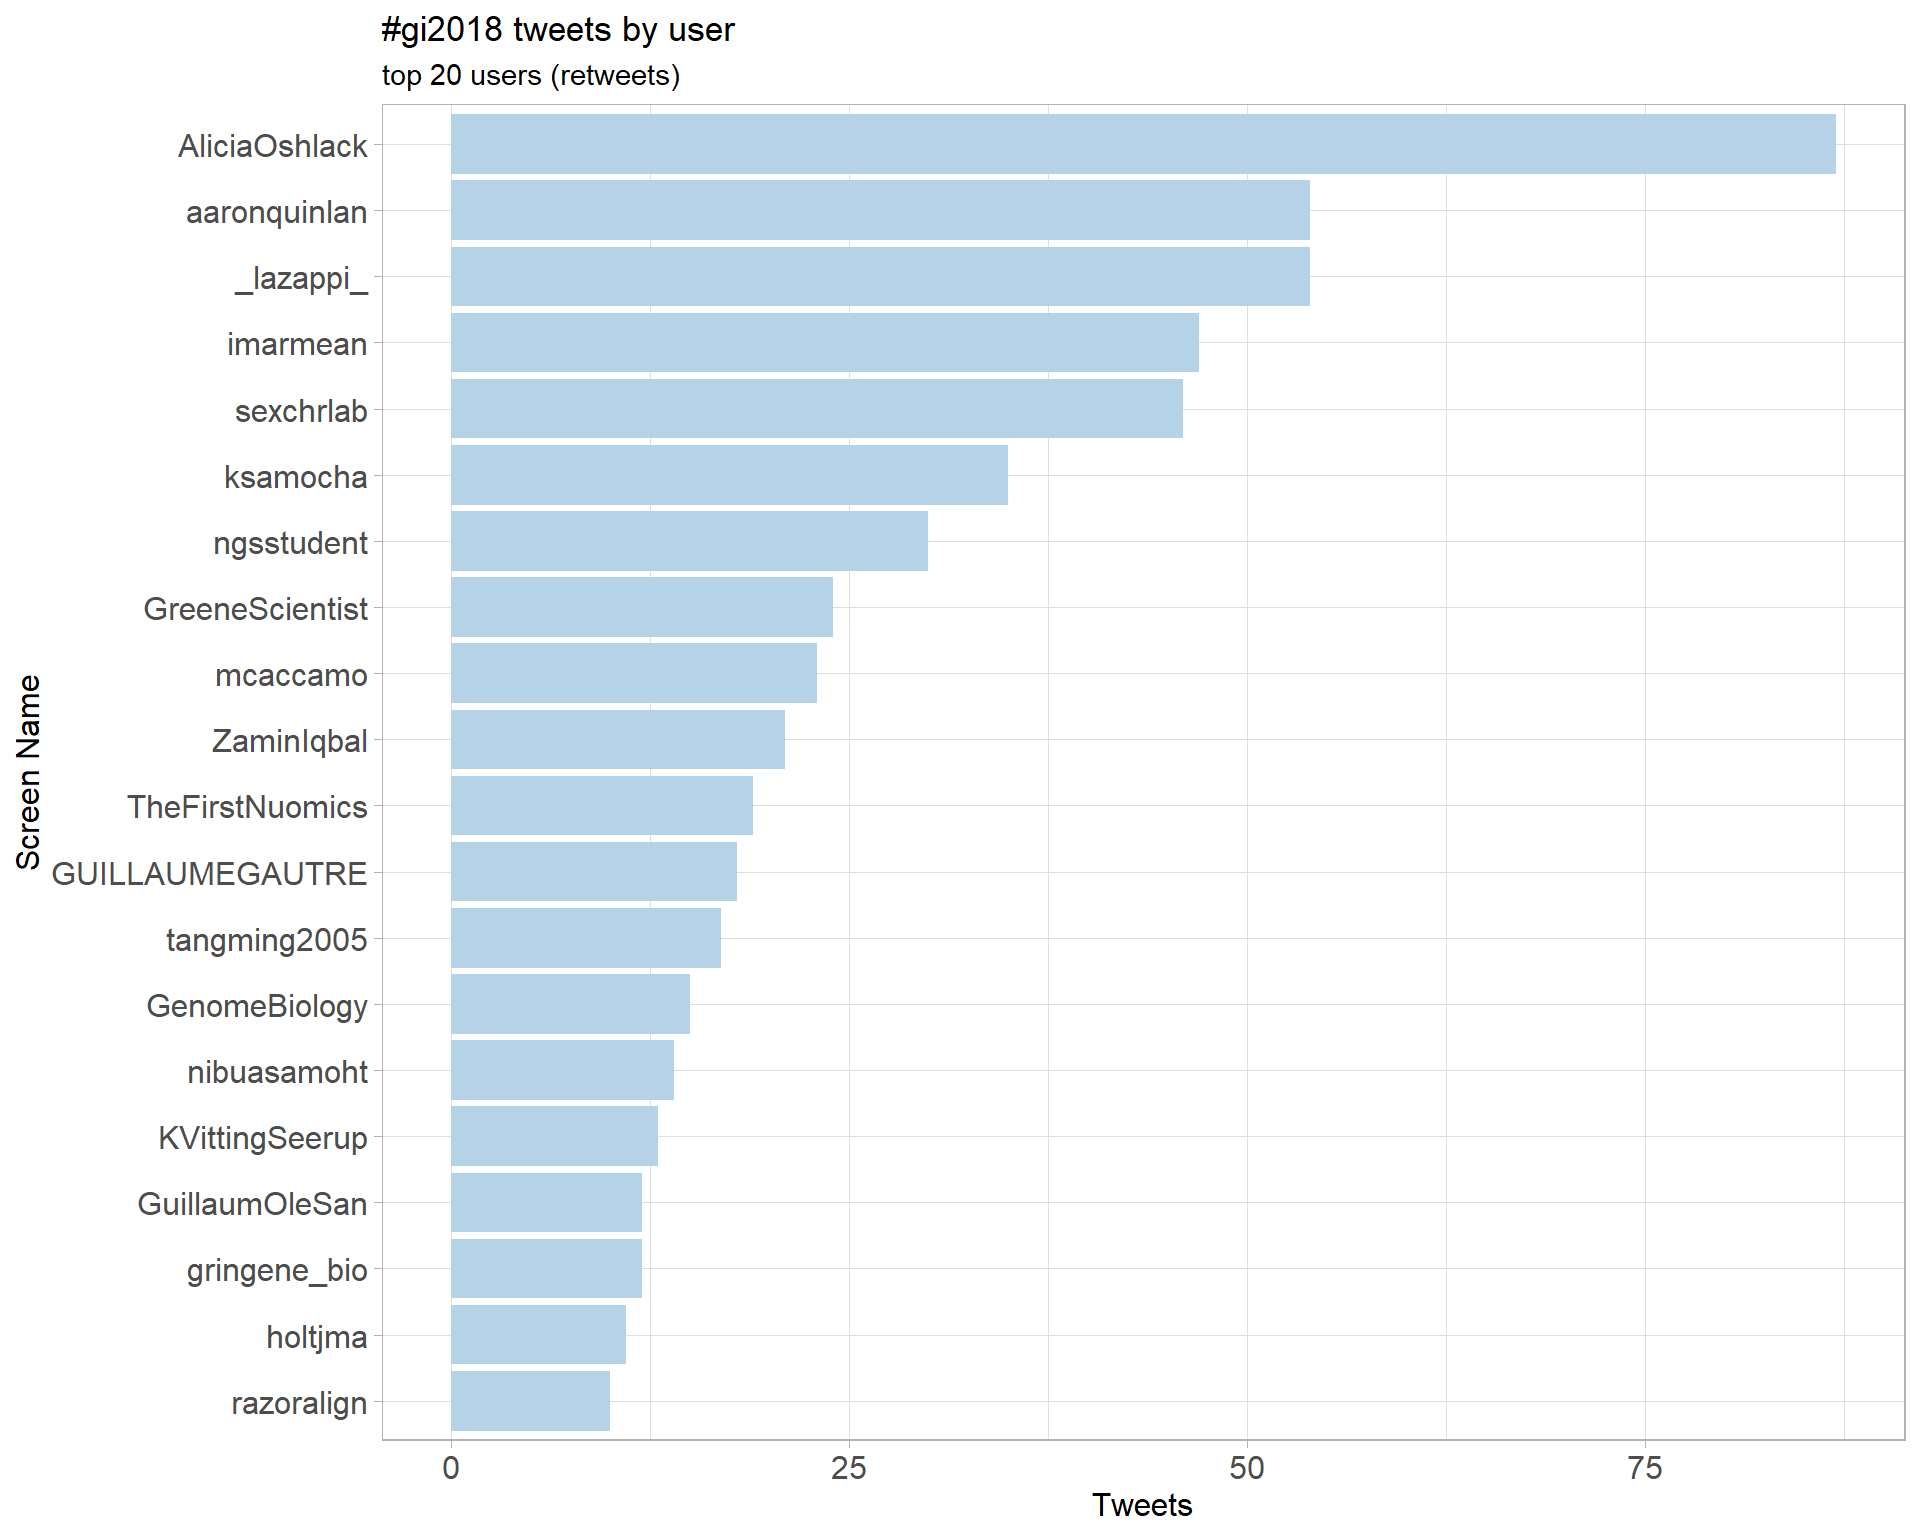 #gi2018 tweets by user
top 20 users (retweets)
AliciaOshlack
aaronquinlan
_lazappi_
imarmean
sexchrlab
ksamocha
ngsstudent
GreeneScientist
mcaccamo
ZaminIqbal
TheFirstNuomics
GUILLAUMEGAUTRE
tangming2005
GenomeBiology
nibuasamoht
KVittingSeerup
GuillaumOleSan
gringene_bio
holtjma
razoralign
Screen Name
0 25 50 75
Tweets